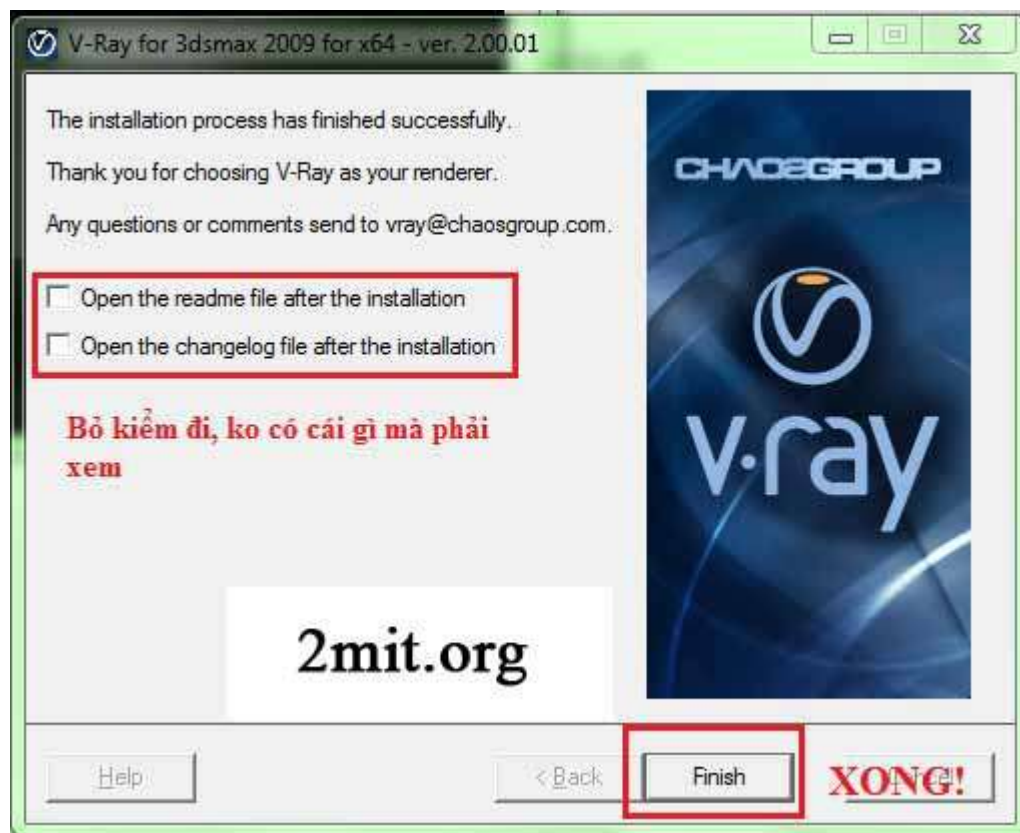 V-Ray for 3dsmax 2009 for x64 - ver. 2.00.01
The installation process has finished successfully.
Thank you for choosing V-Ray as your renderer.
Any questions or comments send to vray@chaosgroup.com.
Open the readme file after the installation
Open the changelog file after the installation
Bỏ kiểm đi, ko có cái gì mà phải
xem
2mit.org
CHAOSGROUP
v·ray
Help
< Back
Finish
XONG!